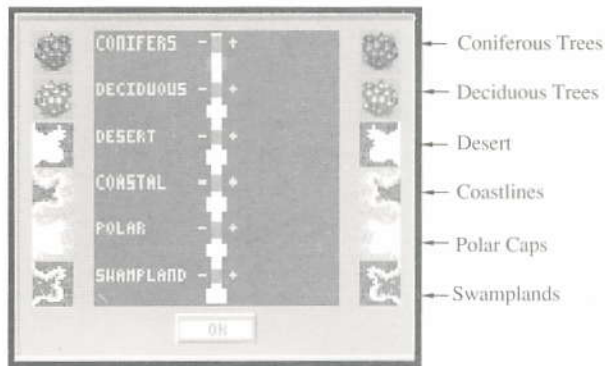 CONIFERS - +
Coniferous Trees
DECIDUOUS - +
Deciduous Trees
DESERT - +
Desert
COASTAL - +
Coastlines
POLAR - +
Polar Caps
SWAMPLAND - +
Swamplands
ON